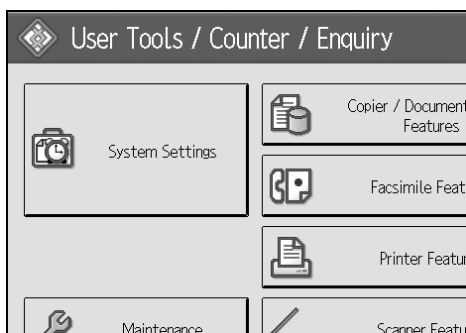 User Tools / Counter / Enquiry
System Settings
Copier / Document
Features
Facsimile Feat
Printer Featur
Maintenance
Scanner Featu